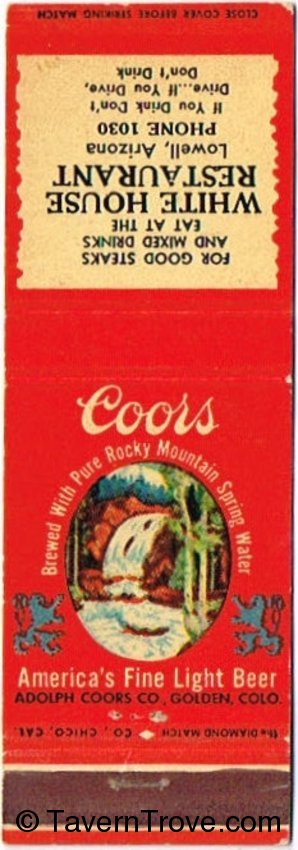 CLOSE COVER BEFORE STRIKING MATCH
FOR GOOD STEAKS
AND MIXED DRINKS
EAT AT THE
WHITE HOUSE
RESTAURANT
Lowell, Arizona
PHONE 1030
If You Drink Don't
Drive...If You Drive,
Don't Drink
Coors
Brewed With Pure Rocky Mountain Spring Water
America's Fine Light Beer
ADOLPH COORS CO., GOLDEN, COLO.
the DIAMOND MATCH CO., CHICO, CAL.
© TavernTrove.com